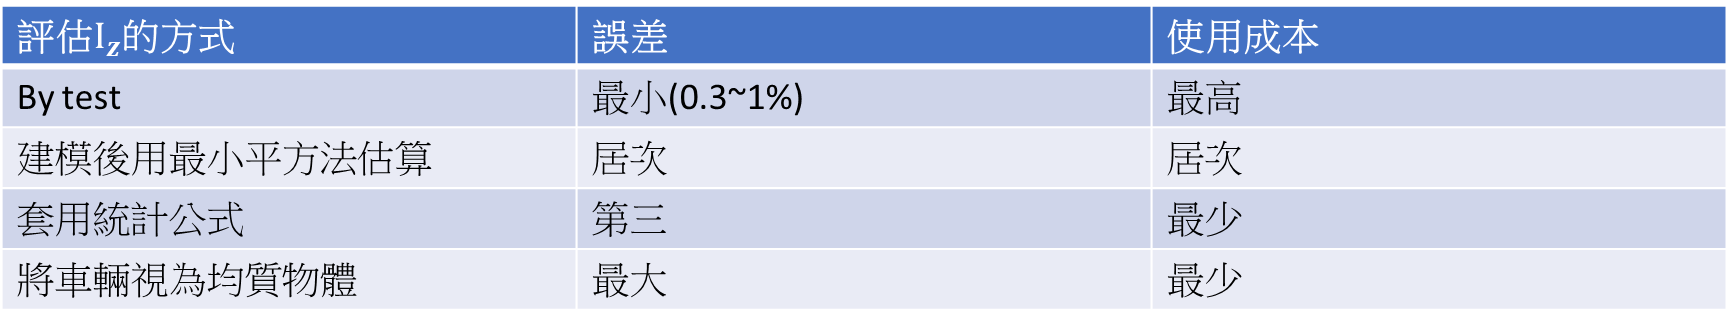 評估I_Z的方式 誤差 使用成本
By test 最小(0.3~1%) 最高
建模後用最小平方法估算 居次 居次
套用統計公式 第三 最少
將車輛視為均質物體 最大 最少